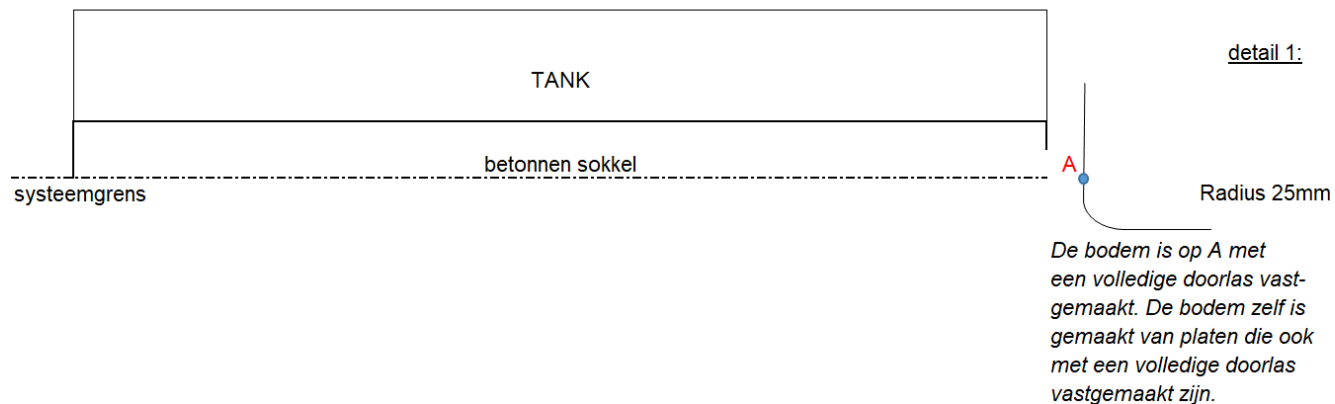 detail 1:
TANK
betonnen sokkel
A
systeemgrens
Radius 25mm
De bodem is op A met
een volledige doorlas vast-
gemaakt. De bodem zelf is
gemaakt van platen die ook
met een volledige doorlas
vastgemaakt zijn.